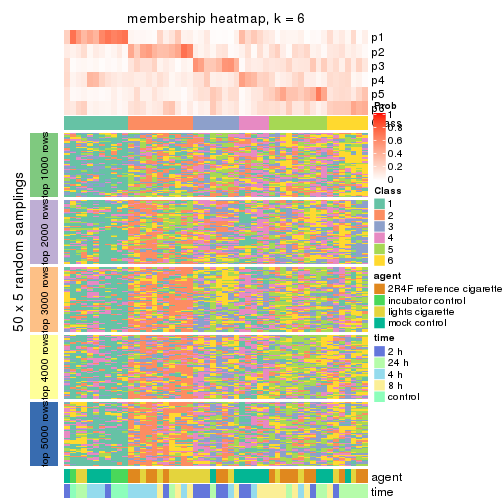 membership heatmap, k = 6
p1
p2
p3
p4
p5
p6
Prob
1
0.8
0.6
0.4
0.2
0
Class
Class
1
2
3
4
5
6
agent
2R4F reference cigarette
incubator control
lights cigarette
mock control
time
2 h
24 h
4 h
8 h
control
50 x 5 random samplings
top 1000 rows
top 2000 rows
top 3000 rows
top 4000 rows
top 5000 rows
agent
time